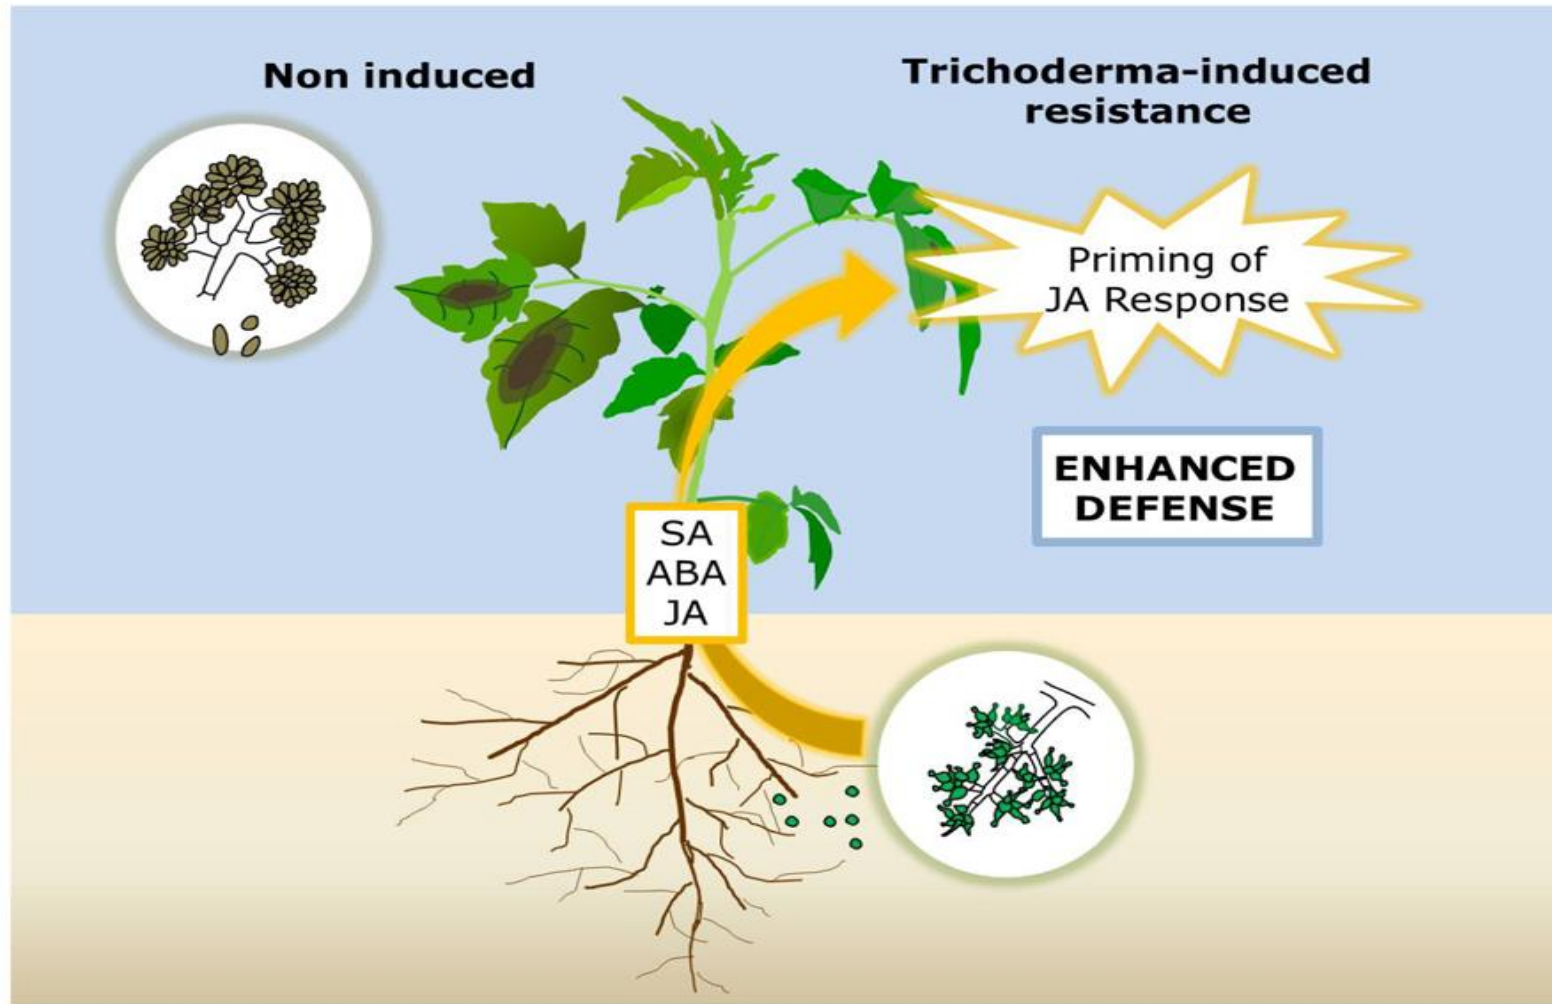 Non induced
Trichoderma-induced
resistance
Priming of
JA Response
ENHANCED
DEFENSE
SA
ABA
JA